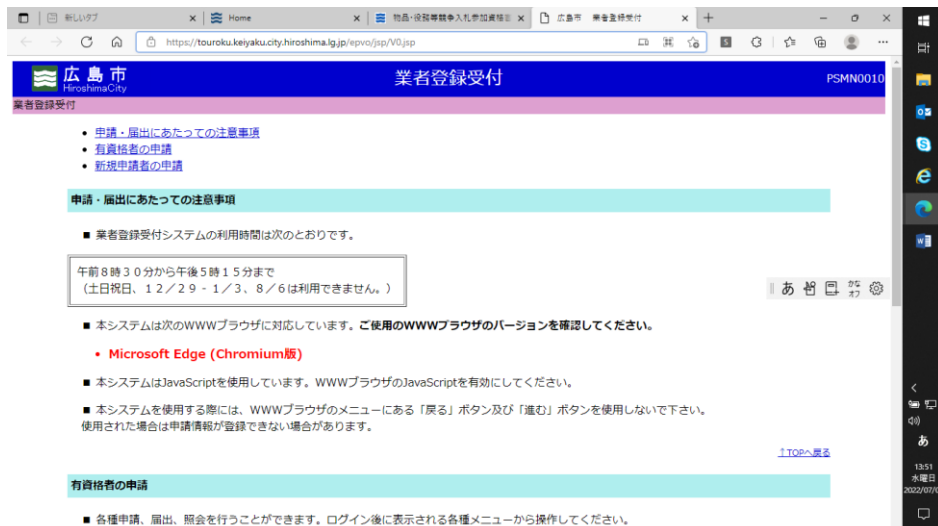 新しいタブ
Home
物品・役務等競争入札参加資格
広島市 業者登録受付
https://touroku.keiyaku.city.hiroshima.lg.jp/epvo/jsp/V0.jsp
広島市
HiroshimaCity
業者登録受付
PSMN0010
業者登録受付
• 申請・届出にあたっての注意事項
• 有資格者の申請
• 新規申請者の申請
申請・届出にあたっての注意事項
■ 業者登録受付システムの利用時間は次のとおりです。
午前8時30分から午後5時15分まで
(土日祝日、12/29-1/3、8/6は利用できません。)
あ
■ 本システムは次のWWWブラウザに対応しています。ご使用のWWWブラウザのバージョンを確認してください。
• Microsoft Edge (Chromium版)
■ 本システムはJavaScriptを使用しています。WWWブラウザのJavaScriptを有効にしてください。
■ 本システムを使用する際には、WWWブラウザのメニューにある「戻る」ボタン及び「進む」ボタンを使用しないで下さい。
使用された場合は申請情報が登録できない場合があります。
↑TOPへ戻る
有資格者の申請
■ 各種申請、届出、照会を行うことができます。ログイン後に表示される各種メニューから操作してください。
あ
13:51
水曜日
2022/07/0